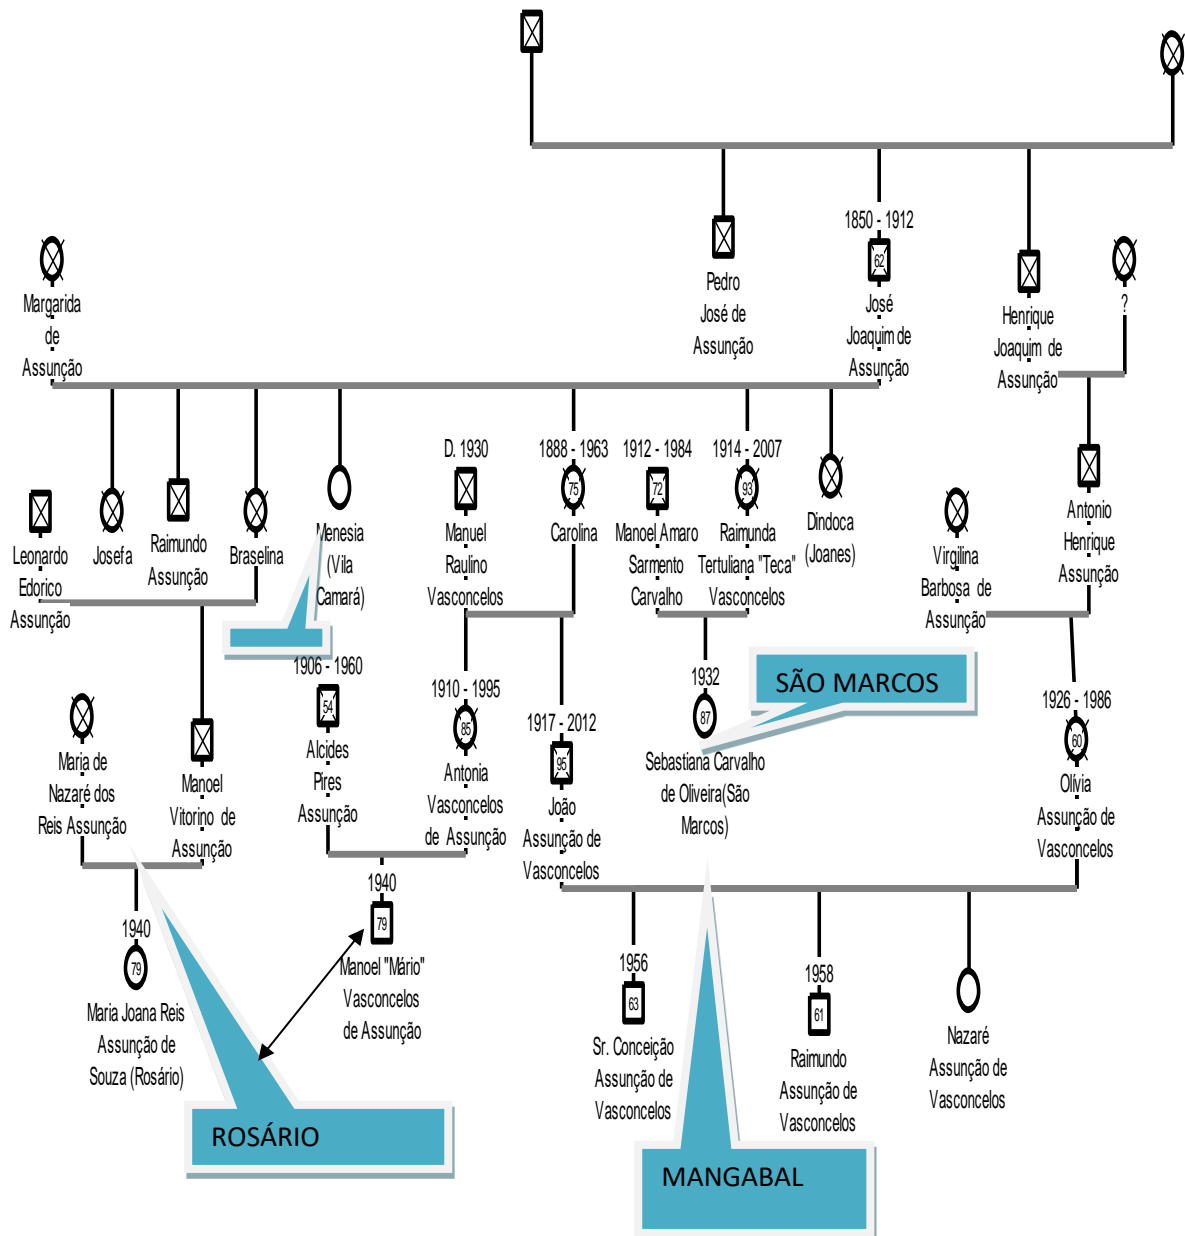 1850 - 1912
62
Pedro
José de
Assunção
José
Joaquim de
Assunção
Henrique
Joaquim de
Assunção
?
Margarida
de
Assunção
D. 1930
1888 - 1963
75
1912 - 1984
72
1914 - 2007
93
Leonardo
Edorico
Assunção
Josefa
Raimundo
Assunção
Braselina
Menesia
(Vila
Camará)
Manuel
Raulino
Vasconcelos
Carolina
Manoel Amaro
Sarmento
Carvalho
Raimunda
Tertuliana "Teca"
Vasconcelos
Dindoca
(Joanes)
Virgilina
Barbosa de
Assunção
Antonio
Henrique
Assunção
1906 - 1960
54
1910 - 1995
85
1917 - 2012
95
1932
87
SÃO MARCOS
1926 - 1986
60
Maria de
Nazaré dos
Reis Assunção
Manoel
Vitorino de
Assunção
Alcides
Pires
Assunção
Antonia
Vasconcelos
de Assunção
João
Assunção de
Vasconcelos
Sebastiana Carvalho
de Oliveira(São
Marcos)
Olívia
Assunção de
Vasconcelos
1940
79
Maria Joana Reis
Assunção de
Souza (Rosário)
1940
79
Manoel "Mário"
Vasconcelos
de Assunção
1956
63
Sr. Conceição
Assunção de
Vasconcelos
1958
61
Raimundo
Assunção de
Vasconcelos
Nazaré
Assunção de
Vasconcelos
ROSÁRIO
MANGABAL